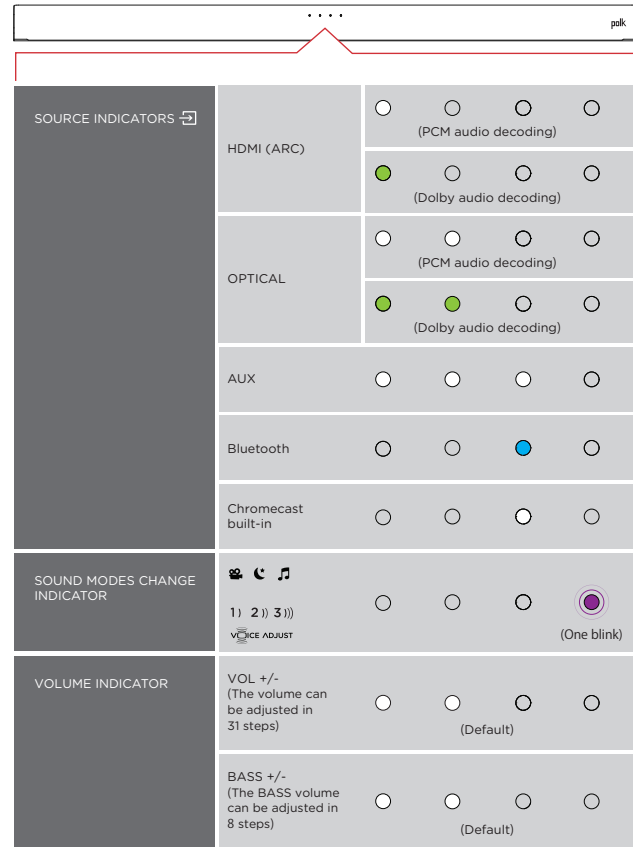 polk
SOURCE INDICATORS
HDMI (ARC)
(PCM audio decoding)
(Dolby audio decoding)
OPTICAL
(PCM audio decoding)
(Dolby audio decoding)
AUX
Bluetooth
Chromecast
built-in
SOUND MODES CHANGE
INDICATOR
1) 2)) 3)))
VOICE ADJUST
(One blink)
VOLUME INDICATOR
VOL +/-
(The volume can
be adjusted in
31 steps)
(Default)
BASS +/-
(The BASS volume
can be adjusted in
8 steps)
(Default)